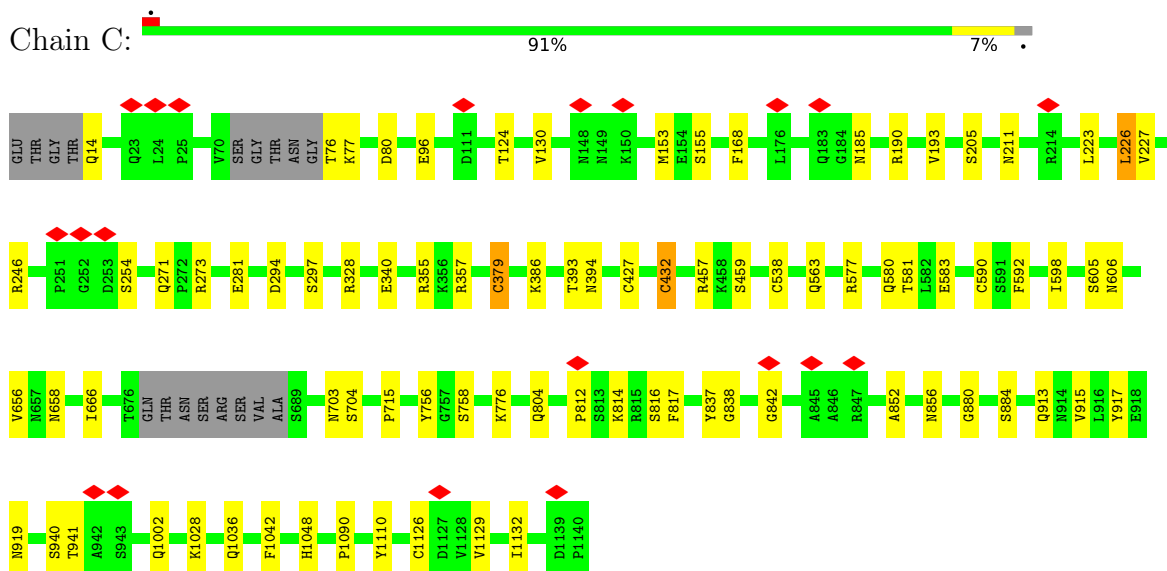 Chain C:
91% 7%
GLU THR GLY THR Q14 Q23 L24 P25 V70 SER GLY THR ASN GLY T76 K77 D80 E96 D111 T124 V130 N148 N149 K150 M153 E154 S155 F168 L176 Q183 G184 N185 R190 V193 S205 N211 R214 L223 L226 V227
R246 P251 G252 D253 S254 Q271 P272 R273 E281 D294 S297 R328 E340 R355 K356 R357 C379 K386 T393 N394 C427 C432 R457 K458 S459 C538 Q563 R577 Q580 T581 L582 E583 C590 S591 F592 I598 S605 N606
V656 N657 N658 I666 T676 GLN THR ASN SER ARG SER VAL ALA S689 N703 S704 P715 Y756 G757 S758 K776 Q804 P812 S813 K814 R815 S816 F817 Y837 G838 G842 A845 A846 R847 A852 N856 G880 S884 Q913 N914 V915 L916 Y917 E918
N919 S940 T941 A942 S943 Q1002 K1028 Q1036 F1042 H1048 P1090 Y1110 C1126 D1127 V1128 V1129 I1132 D1139 P1140